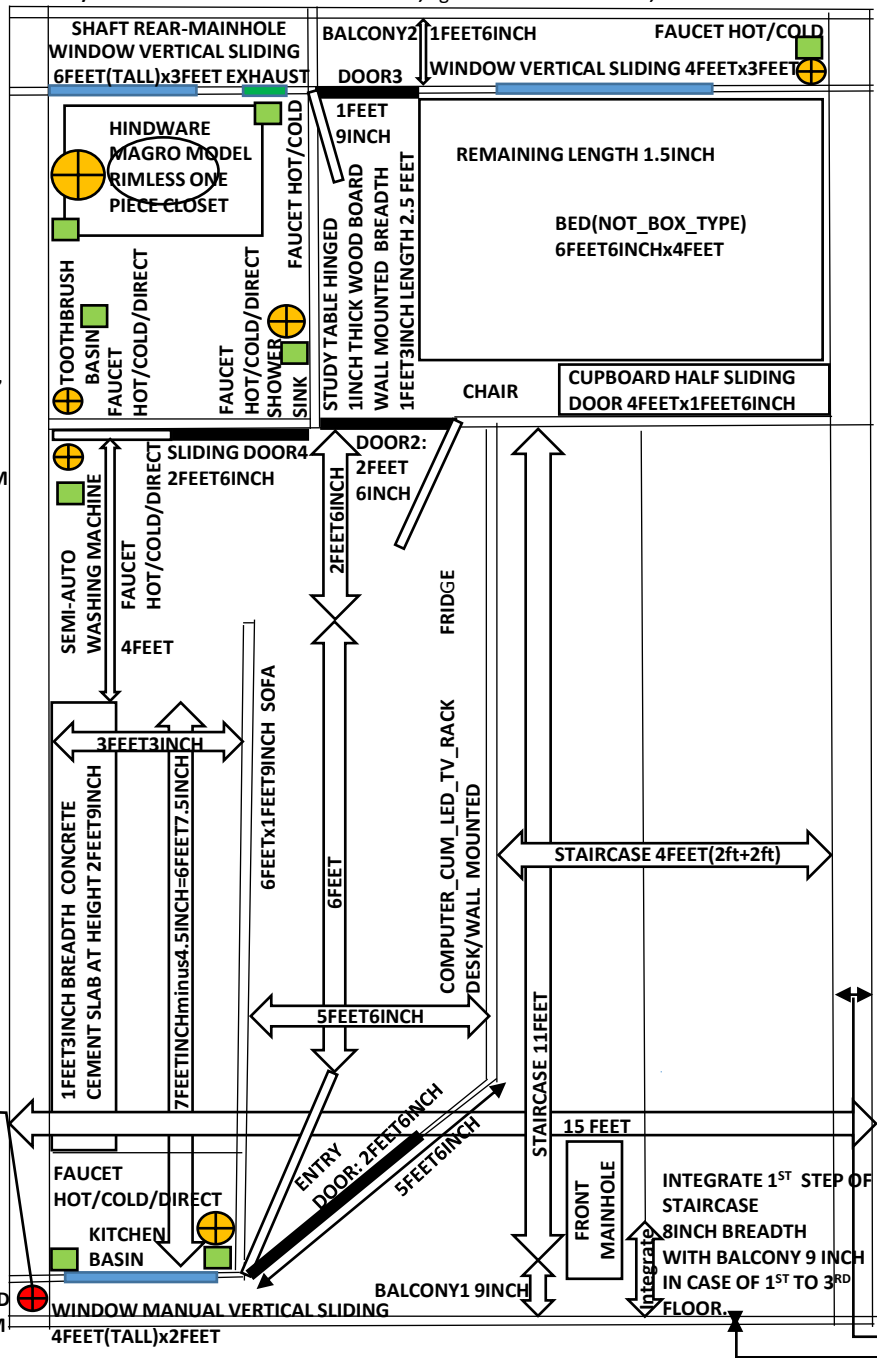 SHAFT REAR-MAINHOLE
WINDOW VERTICAL SLIDING
6FEET(TALL)x3FEET EXHAUST
BALCONY2 1FEET6INCH
DOOR3
FAUCET HOT/COLD
WINDOW VERTICAL SLIDING 4FEETx3FEET
HINDWARE
MAGRO MODEL
RIMLESS ONE
PIECE CLOSET
FAUCET HOT/COLD
1FEET
9INCH
REMAINING LENGTH 1.5INCH
BED(NOT_BOX_TYPE)
6FEET6INCHx4FEET
STUDY TABLE HINGED
1INCH THICK WOOD BOARD
WALL MOUNTED BREADTH
1FEET3INCH LENGTH 2.5 FEET
TOOTHBRUSH
BASIN
FAUCET
HOT/COLD/DIRECT
FAUCET
HOT/COLD/DIRECT
SHOWER
SINK
CHAIR
CUPBOARD HALF SLIDING
DOOR 4FEETx1FEET6INCH
SLIDING DOOR4
2FEET6INCH
DOOR2:
2FEET
6INCH
2FEET6INCH
SEMI-AUTO
WASHING MACHINE
FAUCET
HOT/COLD/DIRECT
4FEET
FRIDGE
3FEET3INCH
1FEET3INCH BREADTH CONCRETE
CEMENT SLAB AT HEIGHT 2FEET9INCH
7FEETINCHminus4.5INCH=6FEET7.5INCH
6FEETx1FEET9INCH SOFA
6FEET
COMPUTER_CUM_LED_TV_RACK
DESK/WALL MOUNTED
STAIRCASE 4FEET(2ft+2ft)
5FEET6INCH
STAIRCASE 11FEET
15 FEET
ENTRY
DOOR: 2FEET6INCH
5FEET6INCH
FAUCET
HOT/COLD/DIRECT
KITCHEN
BASIN
FRONT
MAINHOLE
Integrate
INTEGRATE 1ST STEP OF
STAIRCASE
8INCH BREADTH
WITH BALCONY 9 INCH
IN CASE OF 1ST TO 3RD
FLOOR.
BALCONY1 9INCH
WINDOW MANUAL VERTICAL SLIDING
4FEET(TALL)x2FEET